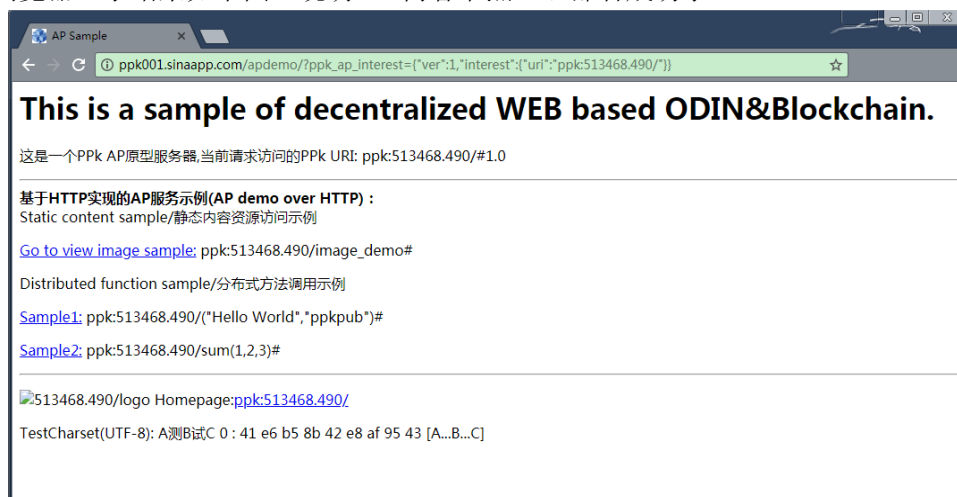 AP Sample
ppk001.sinaapp.com/apdemo/?ppk_ap_interest={"ver":1,"interest":{"uri":"ppk:513468.490/"}}
This is a sample of decentralized WEB based ODIN&Blockchain.
这是一个PPk AP原型服务器,当前请求访问的PPk URI: ppk:513468.490/#1.0
基于HTTP实现的AP服务示例(AP demo over HTTP) :
Static content sample/静态内容资源访问示例
Go to view image sample: ppk:513468.490/image_demo#
Distributed function sample/分布式方法调用示例
Sample1: ppk:513468.490/("Hello World","ppkpub")#
Sample2: ppk:513468.490/sum(1,2,3)#
513468.490/logo Homepage:ppk:513468.490/
TestCharset(UTF-8): A测B试C 0 : 41 e6 b5 8b 42 e8 af 95 43 [A...B...C]